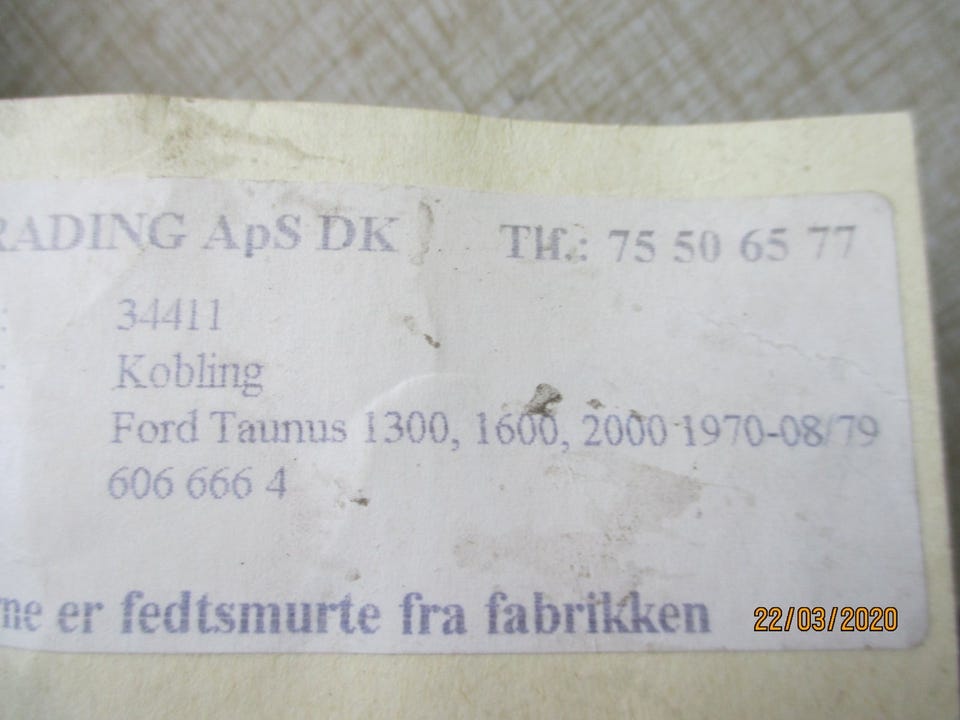 RADING ApS DK Tlf.: 75 50 65 77
: 34411
: Kobling
Ford Taunus 1300, 1600, 2000 1970-08/79
606 666 4
ne er fedtsmurte fra fabrikken
22/03/2020